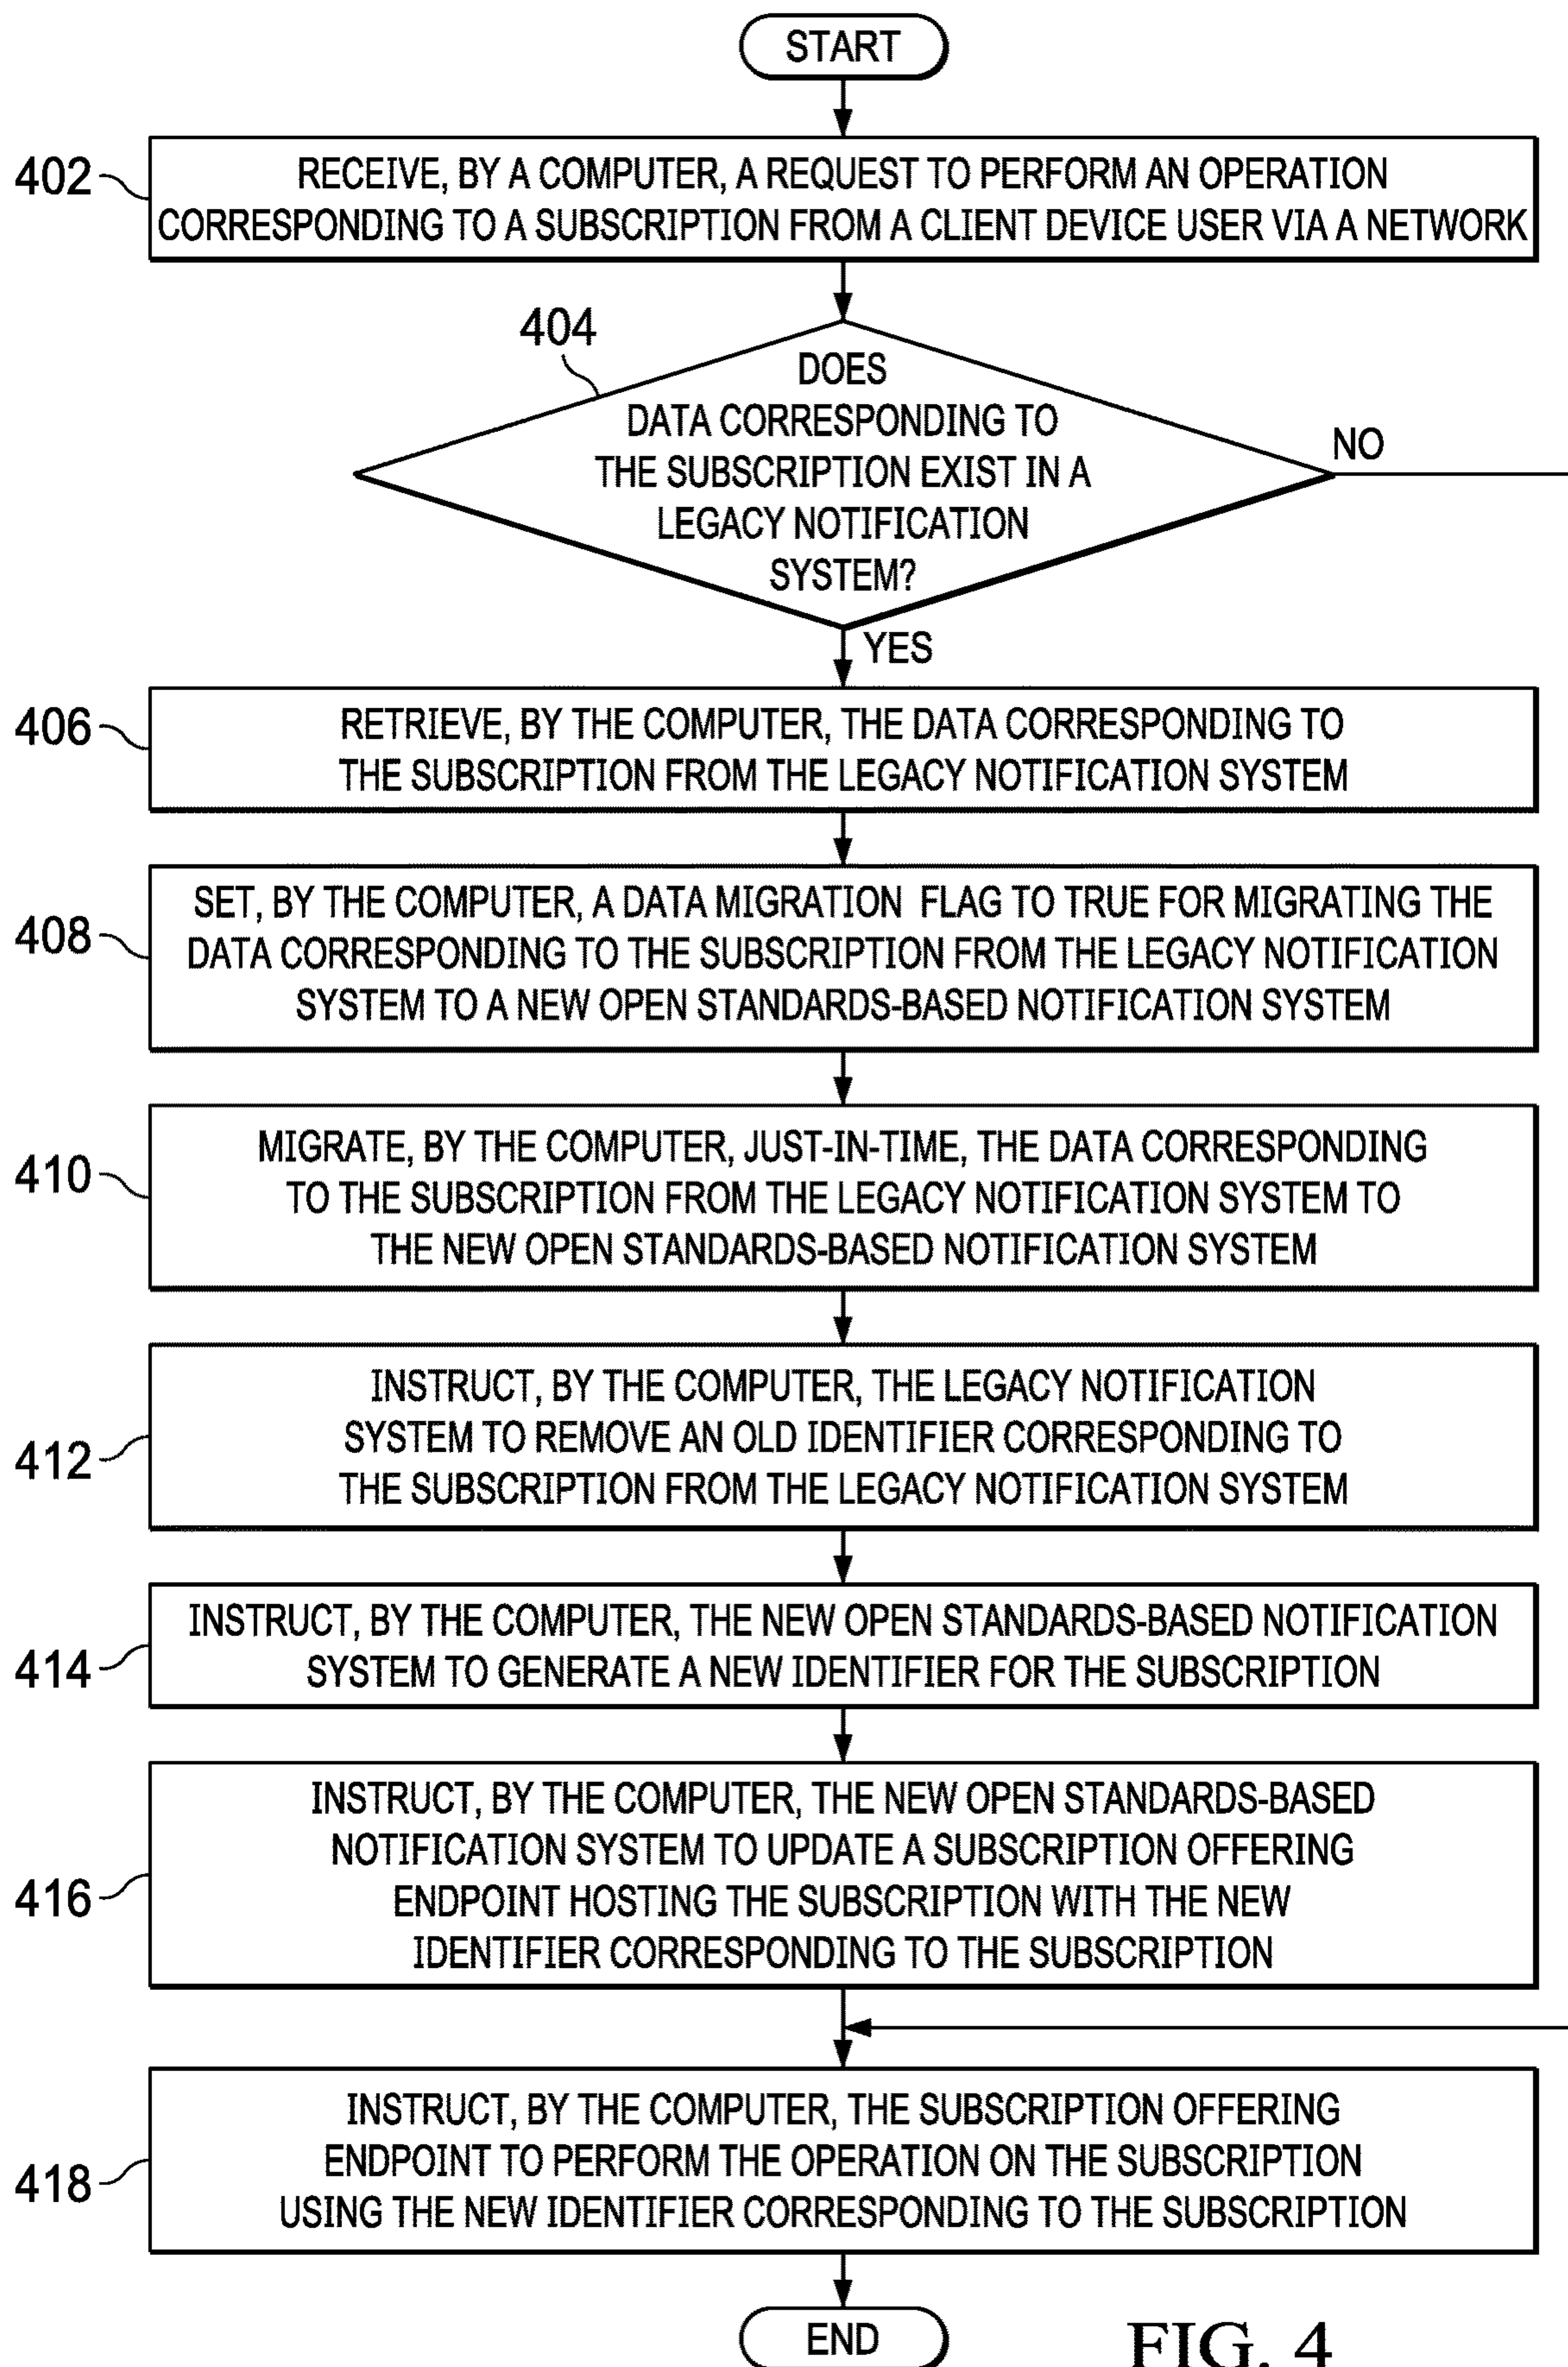 START
402
RECEIVE, BY A COMPUTER, A REQUEST TO PERFORM AN OPERATION
CORRESPONDING TO A SUBSCRIPTION FROM A CLIENT DEVICE USER VIA A NETWORK
404
DOES
DATA CORRESPONDING TO
THE SUBSCRIPTION EXIST IN A
LEGACY NOTIFICATION
SYSTEM?
NO
YES
406
RETRIEVE, BY THE COMPUTER, THE DATA CORRESPONDING TO
THE SUBSCRIPTION FROM THE LEGACY NOTIFICATION SYSTEM
408
SET, BY THE COMPUTER, A DATA MIGRATION FLAG TO TRUE FOR MIGRATING THE
DATA CORRESPONDING TO THE SUBSCRIPTION FROM THE LEGACY NOTIFICATION
SYSTEM TO A NEW OPEN STANDARDS-BASED NOTIFICATION SYSTEM
410
MIGRATE, BY THE COMPUTER, JUST-IN-TIME, THE DATA CORRESPONDING
TO THE SUBSCRIPTION FROM THE LEGACY NOTIFICATION SYSTEM TO
THE NEW OPEN STANDARDS-BASED NOTIFICATION SYSTEM
412
INSTRUCT, BY THE COMPUTER, THE LEGACY NOTIFICATION
SYSTEM TO REMOVE AN OLD IDENTIFIER CORRESPONDING TO
THE SUBSCRIPTION FROM THE LEGACY NOTIFICATION SYSTEM
414
INSTRUCT, BY THE COMPUTER, THE NEW OPEN STANDARDS-BASED NOTIFICATION
SYSTEM TO GENERATE A NEW IDENTIFIER FOR THE SUBSCRIPTION
416
INSTRUCT, BY THE COMPUTER, THE NEW OPEN STANDARDS-BASED
NOTIFICATION SYSTEM TO UPDATE A SUBSCRIPTION OFFERING
ENDPOINT HOSTING THE SUBSCRIPTION WITH THE NEW
IDENTIFIER CORRESPONDING TO THE SUBSCRIPTION
418
INSTRUCT, BY THE COMPUTER, THE SUBSCRIPTION OFFERING
ENDPOINT TO PERFORM THE OPERATION ON THE SUBSCRIPTION
USING THE NEW IDENTIFIER CORRESPONDING TO THE SUBSCRIPTION
END
FIG. 4